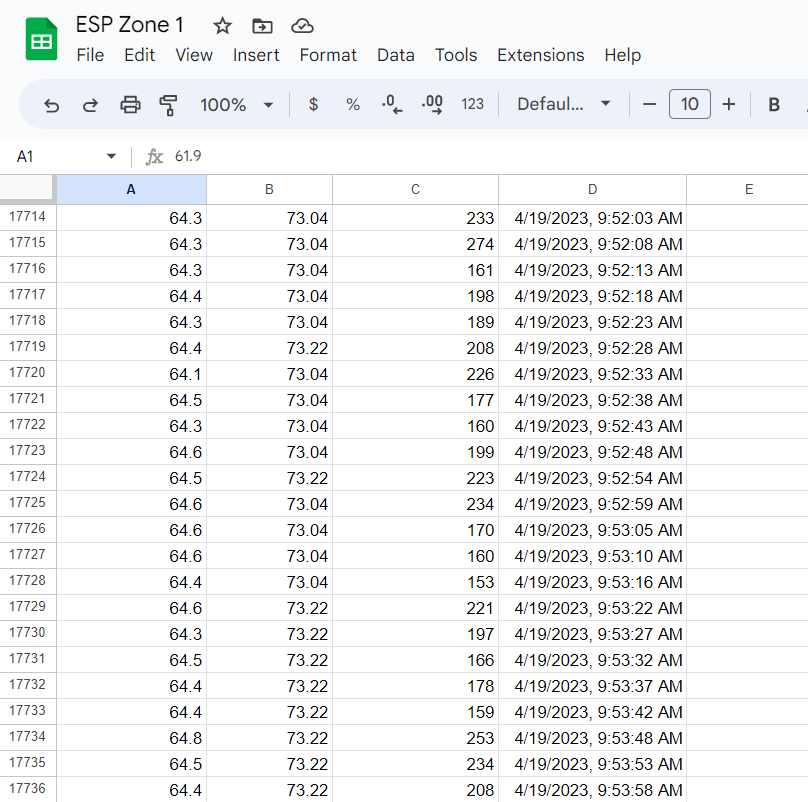 ESP Zone 1
File Edit View Insert Format Data Tools Extensions Help
100% $ % .0 .00 123 Defaul... 10 B
A1 fx 61.9
A B C D E
17714 64.3 73.04 233 4/19/2023, 9:52:03 AM
17715 64.3 73.04 274 4/19/2023, 9:52:08 AM
17716 64.3 73.04 161 4/19/2023, 9:52:13 AM
17717 64.4 73.04 198 4/19/2023, 9:52:18 AM
17718 64.3 73.04 189 4/19/2023, 9:52:23 AM
17719 64.4 73.22 208 4/19/2023, 9:52:28 AM
17720 64.1 73.04 226 4/19/2023, 9:52:33 AM
17721 64.5 73.04 177 4/19/2023, 9:52:38 AM
17722 64.3 73.04 160 4/19/2023, 9:52:43 AM
17723 64.6 73.04 199 4/19/2023, 9:52:48 AM
17724 64.5 73.22 223 4/19/2023, 9:52:54 AM
17725 64.6 73.04 234 4/19/2023, 9:52:59 AM
17726 64.6 73.04 170 4/19/2023, 9:53:05 AM
17727 64.6 73.04 160 4/19/2023, 9:53:10 AM
17728 64.4 73.04 153 4/19/2023, 9:53:16 AM
17729 64.6 73.22 221 4/19/2023, 9:53:22 AM
17730 64.3 73.22 197 4/19/2023, 9:53:27 AM
17731 64.5 73.22 166 4/19/2023, 9:53:32 AM
17732 64.4 73.22 178 4/19/2023, 9:53:37 AM
17733 64.4 73.22 159 4/19/2023, 9:53:42 AM
17734 64.8 73.22 253 4/19/2023, 9:53:48 AM
17735 64.5 73.22 234 4/19/2023, 9:53:53 AM
17736 64.4 73.22 208 4/19/2023, 9:53:58 AM